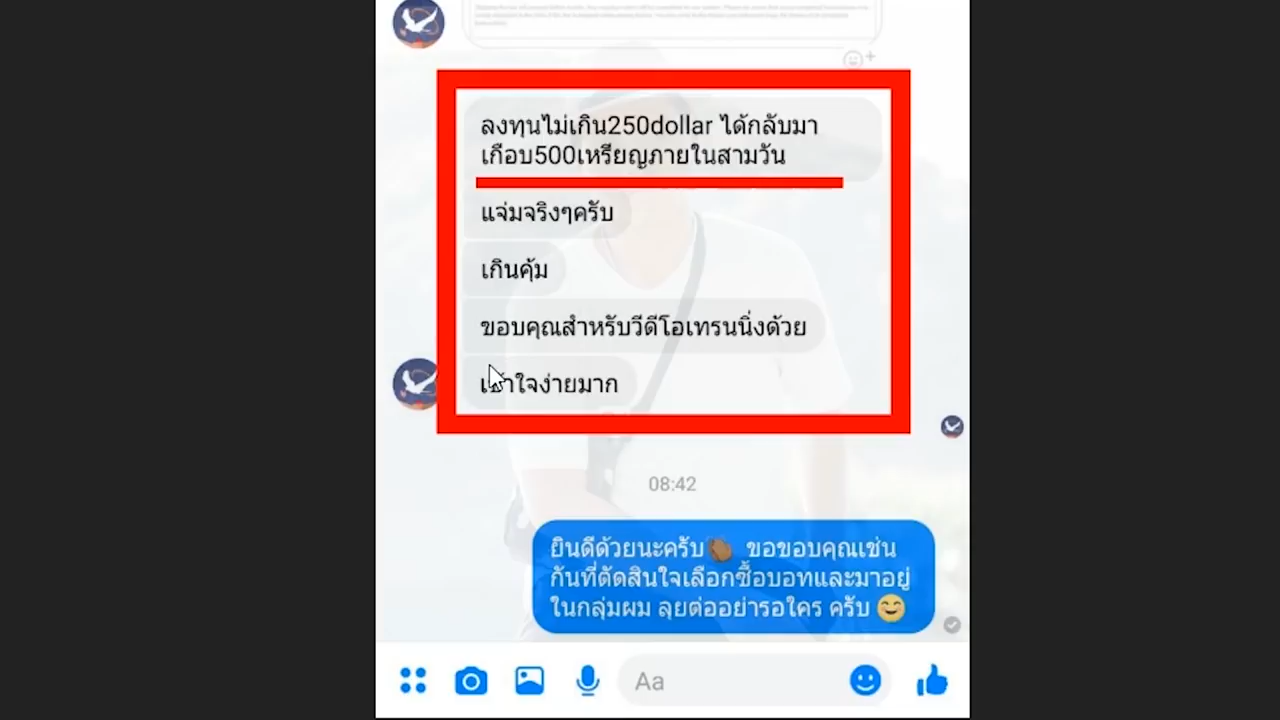 ลงทุนไม่เกิน250dollar ได้กลับมา
เกือบ500เหรียญภายในสามวัน
แจ่มจริงๆครับ
เกินคุ้ม
ขอบคุณสำหรับวีดีโอเทรนนิ่งด้วย
เข้าใจง่ายมาก
08:42
ยินดีด้วยนะครับ👏🏾 ขอขอบคุณเช่น
กันที่ตัดสินใจเลือกซื้อบอทและมาอยู่
ในกลุ่มผม ลุยต่ออย่ารอใคร ครับ😊
Aa